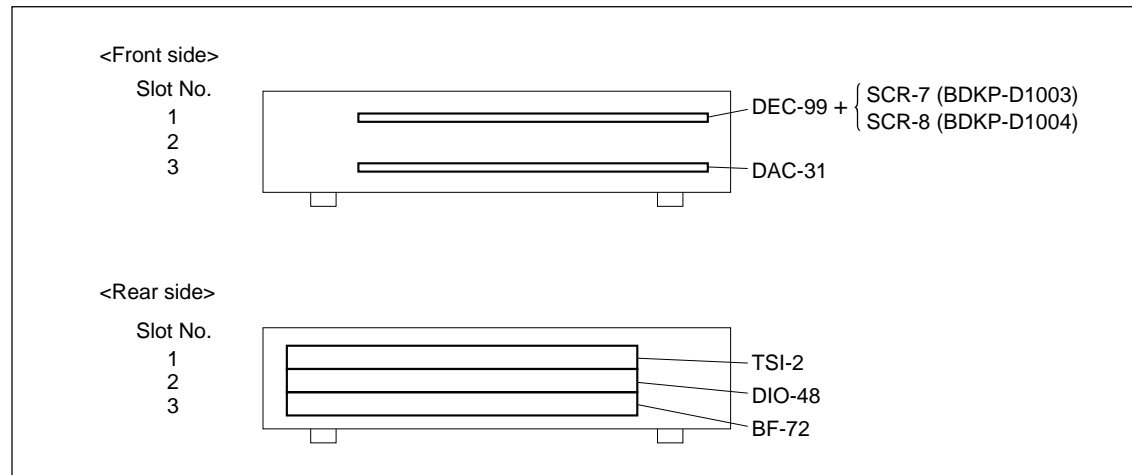 <Front side>
Slot No.
1
2
3
DEC-99 + { SCR-7 (BDKP-D1003)
SCR-8 (BDKP-D1004)
DAC-31
<Rear side>
Slot No.
1
2
3
TSI-2
DIO-48
BF-72